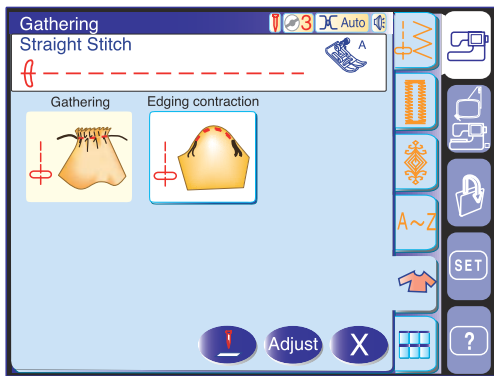 Gathering
3
Auto
Straight Stitch
A
Gathering
Edging contraction
A~Z
SET
?
Adjust
X